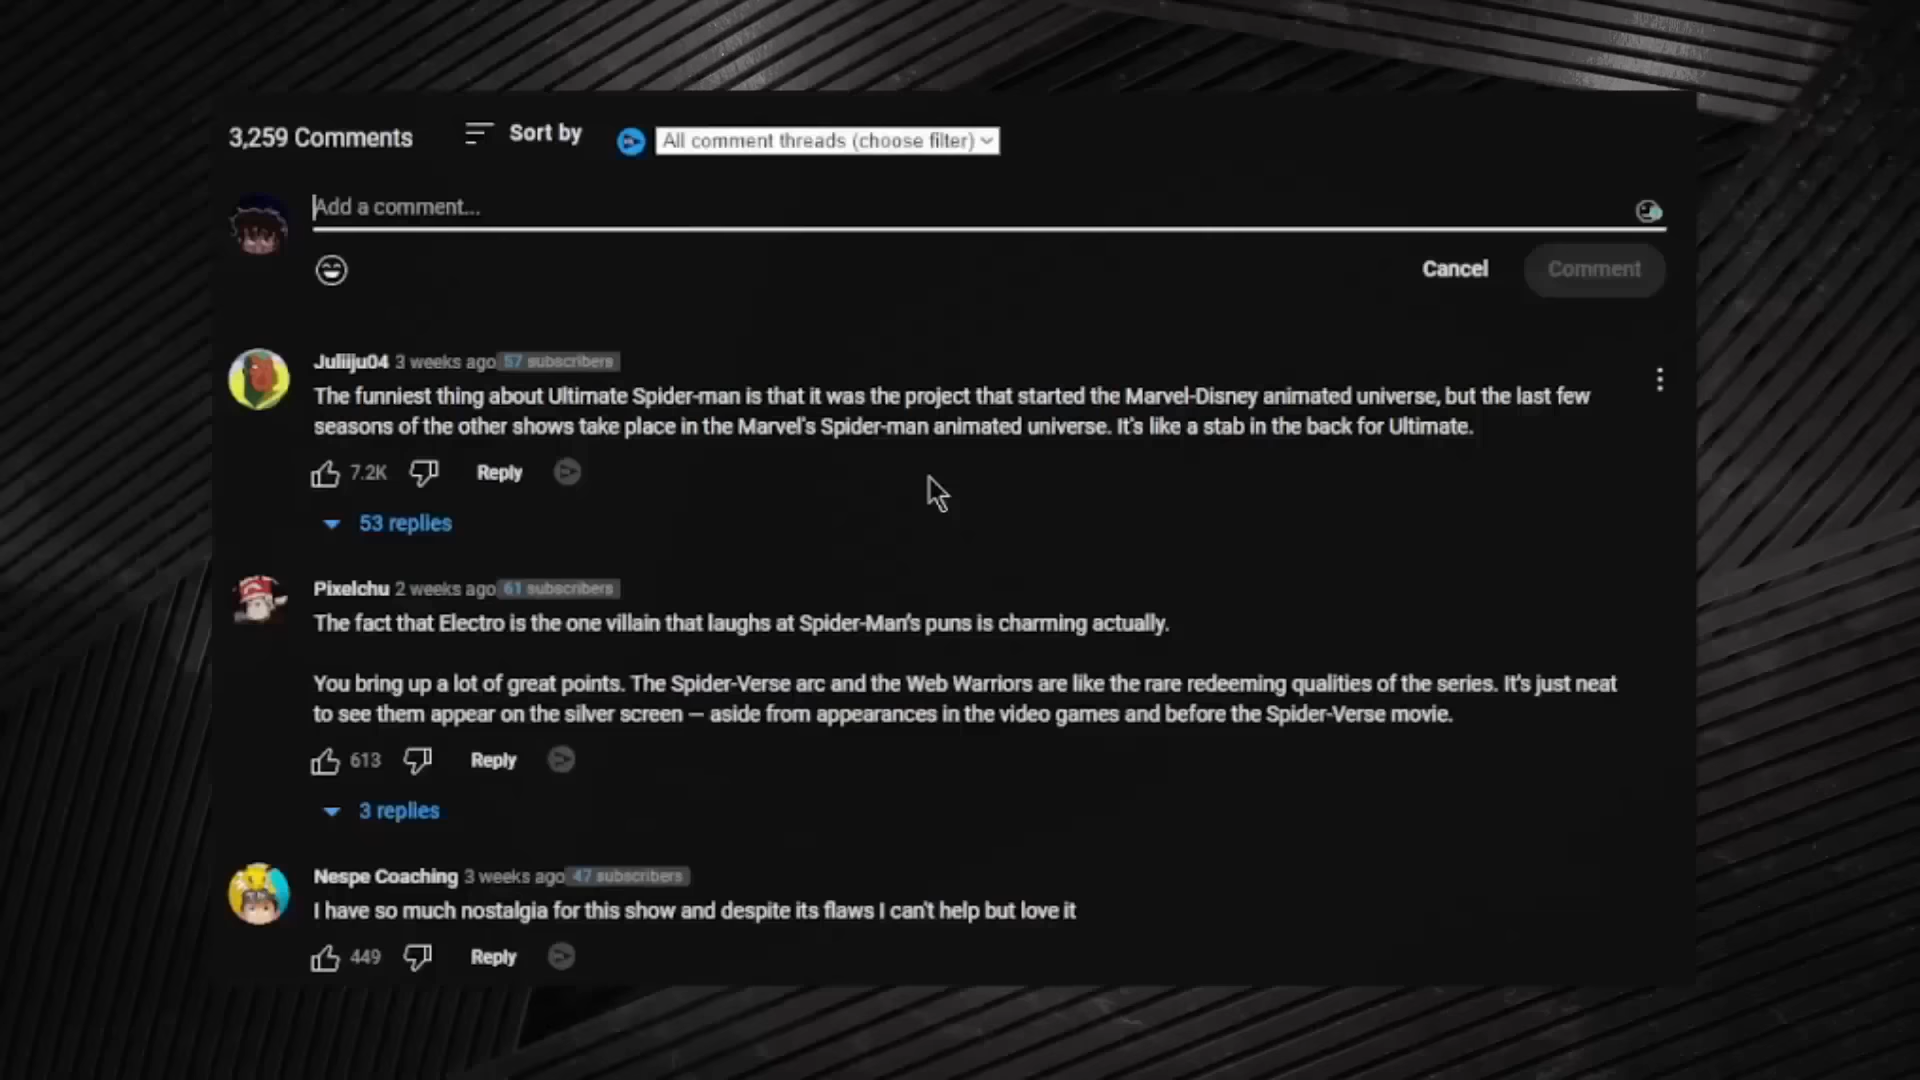 3,259 Comments
Sort by
All comment threads (choose filter)
Add a comment...
Cancel
Comment
Juliiju04 3 weeks ago 57 subscribers
The funniest thing about Ultimate Spider-man is that it was the project that started the Marvel-Disney animated universe, but the last few
seasons of the other shows take place in the Marvel's Spider-man animated universe. It's like a stab in the back for Ultimate.
7.2K
Reply
53 replies
Pixelchu 2 weeks ago 61 subscribers
The fact that Electro is the one villain that laughs at Spider-Man's puns is charming actually.
You bring up a lot of great points. The Spider-Verse arc and the Web Warriors are like the rare redeeming qualities of the series. It's just neat
to see them appear on the silver screen — aside from appearances in the video games and before the Spider-Verse movie.
613
Reply
3 replies
Nespe Coaching 3 weeks ago 47 subscribers
I have so much nostalgia for this show and despite its flaws I can't help but love it
449
Reply